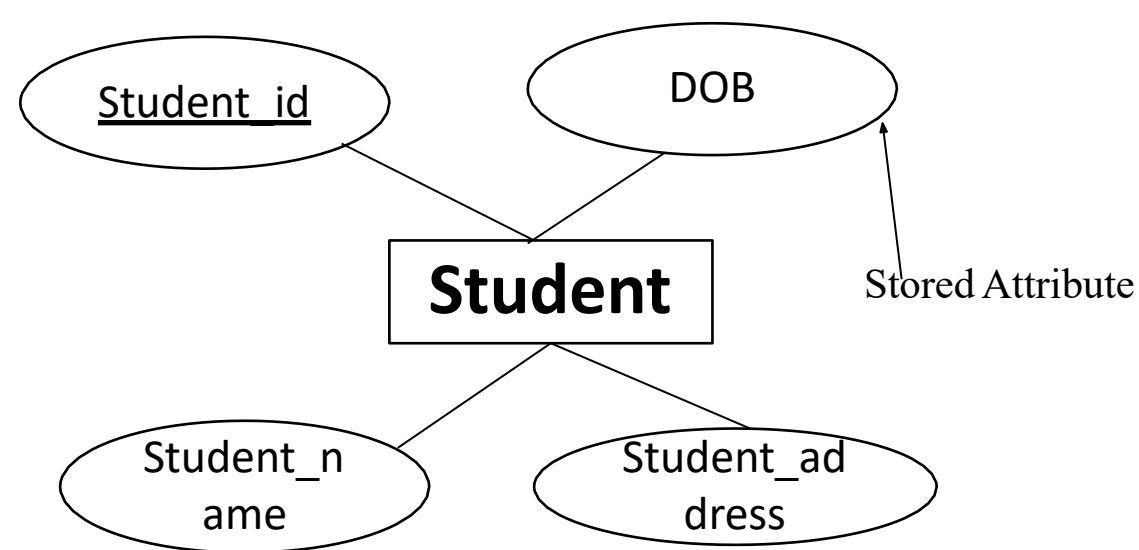 Student_id
DOB
Student
Stored Attribute
Student_n
ame
Student_ad
dress